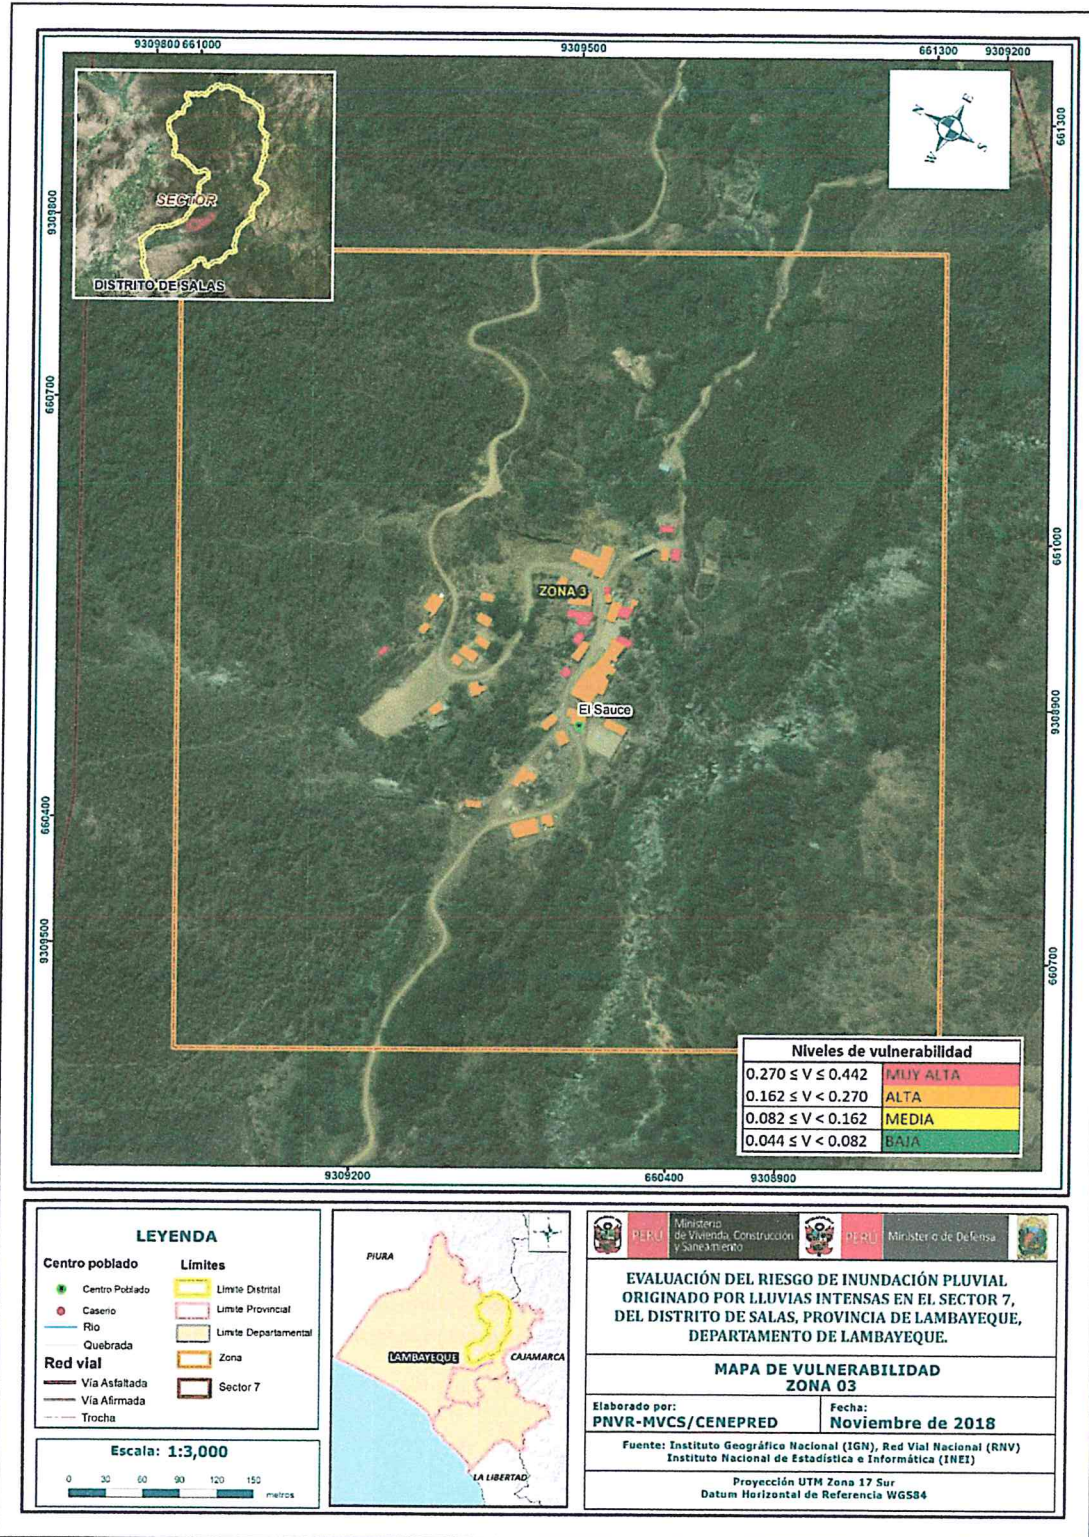 9309800 661000
9309500
661300 9309200
SECTOR
DISTRITO DE SALAS
N
E
W
S
661300
9309800
660700
661000
ZONA 3
El Sauce
9308900
660400
9309500
660700
Niveles de vulnerabilidad
0.270 ≤ V ≤ 0.442 MUY ALTA
0.162 ≤ V < 0.270 ALTA
0.082 ≤ V < 0.162 MEDIA
0.044 ≤ V < 0.082 BAJA
9309200
660400
9308900
LEYENDA
Centro poblado
Centro Poblado
Caserio
Rio
Quebrada
Red vial
Vía Asfaltada
Vía Afirmada
Trocha
Límites
Límite Distrital
Limite Provincial
Limite Departamental
Zona
Sector 7
Escala: 1:3,000
0 30 60 90 120 150
metros
PIURA
LAMBAYEQUE
CAJAMARCA
LA LIBERTAD
PERÚ
Ministerio
de Vivienda, Construcción
y Saneamiento
PERÚ
Ministerio de Defensa
EVALUACIÓN DEL RIESGO DE INUNDACIÓN PLUVIAL
ORIGINADO POR LLUVIAS INTENSAS EN EL SECTOR 7,
DEL DISTRITO DE SALAS, PROVINCIA DE LAMBAYEQUE,
DEPARTAMENTO DE LAMBAYEQUE.
MAPA DE VULNERABILIDAD
ZONA 03
Elaborado por:
PNVR-MVCS/CENEPRED
Fecha:
Noviembre de 2018
Fuente: Instituto Geográfico Nacional (IGN), Red Vial Nacional (RNV)
Instituto Nacional de Estadística e Informática (INEI)
Proyección UTM Zona 17 Sur
Datum Horizontal de Referencia WGS84